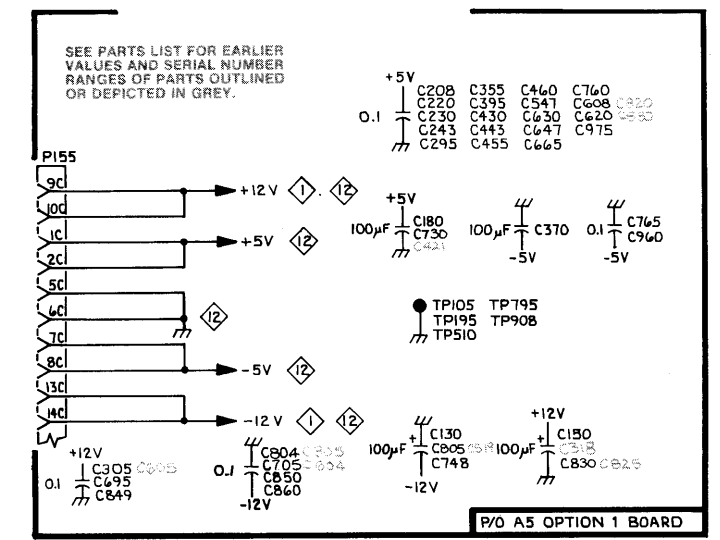 SEE PARTS LIST FOR EARLIER
VALUES AND SERIAL NUMBER
RANGES OF PARTS OUTLINED
OR DEPICTED IN GREY.
+5V
0.1
C208 C355 C460 C760
C220 C395 C547 C608
C230 C430 C630 C620
C243 C443 C647 C975
C295 C455 C665
P155
9C
10C
+12V 1. 12
1C
2C
+5V 12
5C
6C
12
7C
8C
-5V 12
13C
14C
-12V 1 12
+5V
100µF
C180
C730
C421
100µF C370
-5V
0.1
C765
C960
-5V
TP105 TP795
TP195 TP908
TP510
+12V
0.1
C305
C695
C849
0.1
C804
C705
C850
C860
-12V
100µF
+
C130
C805
C748
-12V
+12V
100µF
+
C150
C318
C830 C825
P/O A5 OPTION 1 BOARD